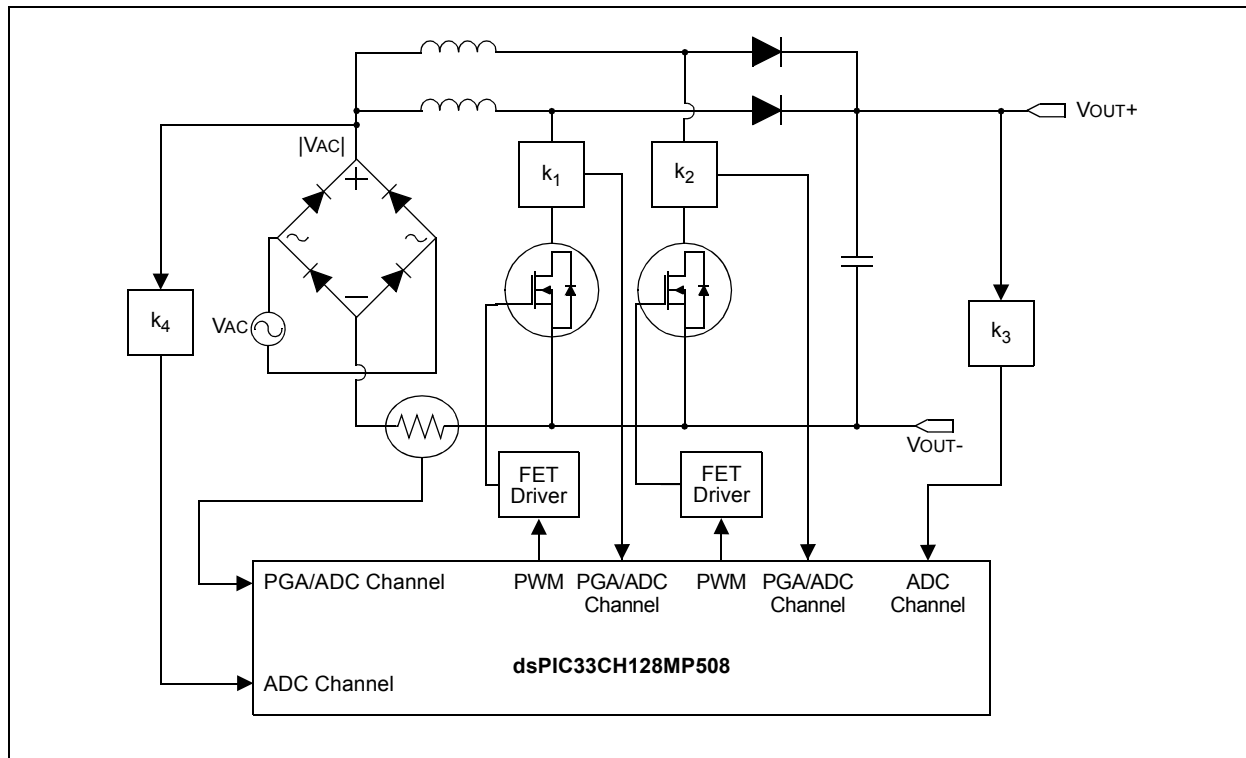 VOUT+
|VAC|
k1
k2
k4
VAC
k3
VOUT-
FET
Driver
FET
Driver
PGA/ADC Channel
PWM
PGA/ADC
Channel
PWM
PGA/ADC
Channel
ADC
Channel
dsPIC33CH128MP508
ADC Channel